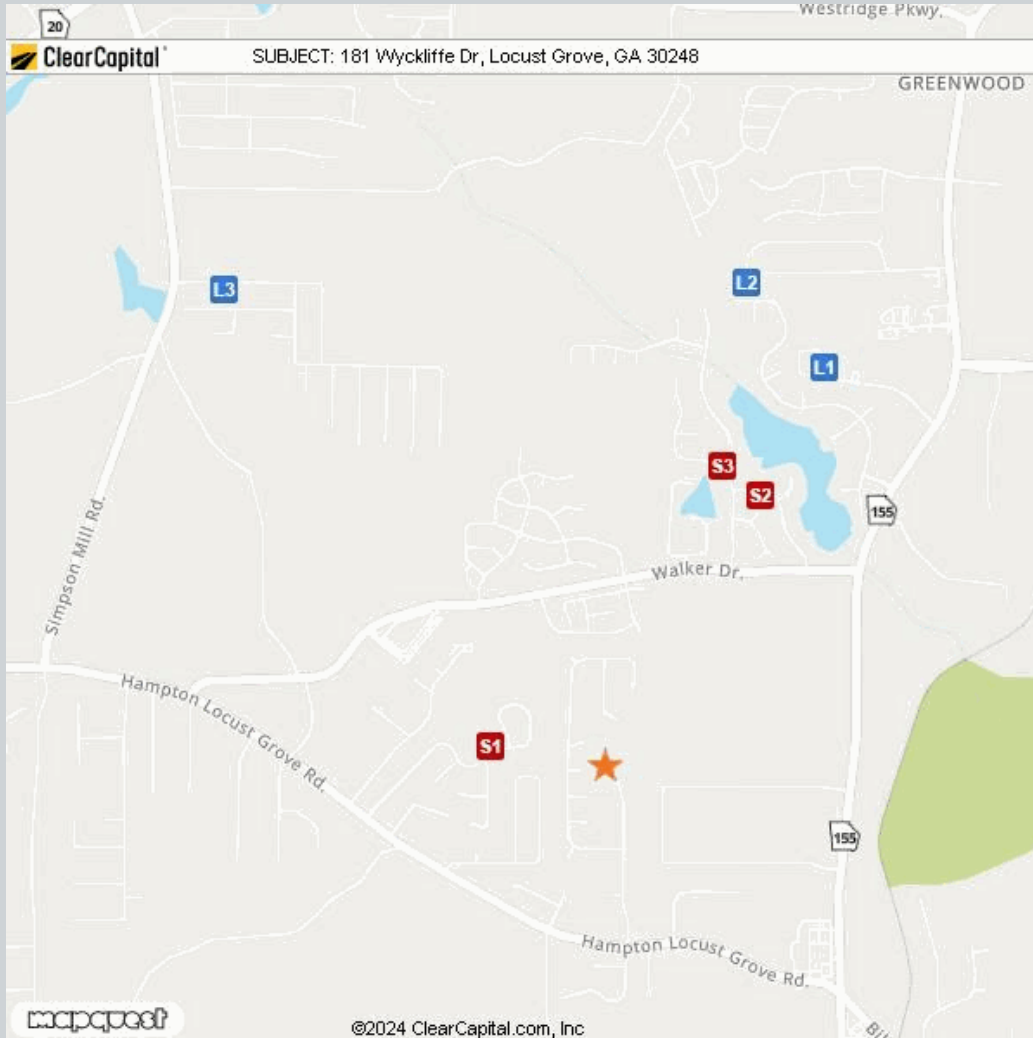 Westridge Pkwy.
20
ClearCapital
SUBJECT: 181 Wyckliffe Dr, Locust Grove, GA 30248
GREENWOOD
L3
L2
L1
S3
S2
155
Simpson Mill Rd.
Walker Dr.
Hampton Locust Grove Rd.
S1
155
Hampton Locust Grove Rd.
mapquest
©2024 ClearCapital.com, Inc